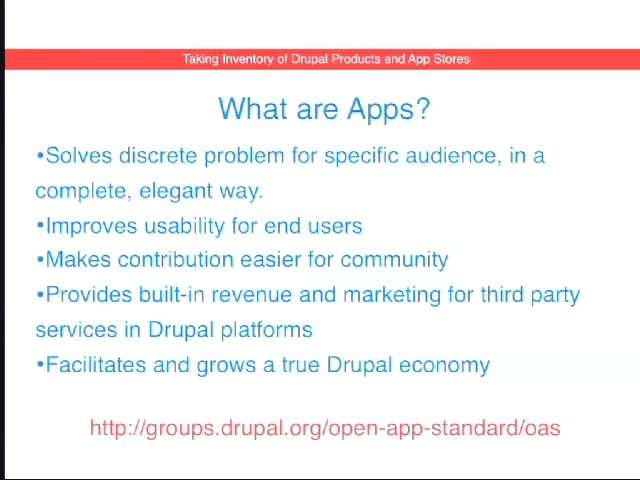 Taking Inventory of Drupal Products and App Stores
What are Apps?
•Solves discrete problem for specific audience, in a
complete, elegant way.
•Improves usability for end users
•Makes contribution easier for community
•Provides built-in revenue and marketing for third party
services in Drupal platforms
•Facilitates and grows a true Drupal economy
http://groups.drupal.org/open-app-standard/oas